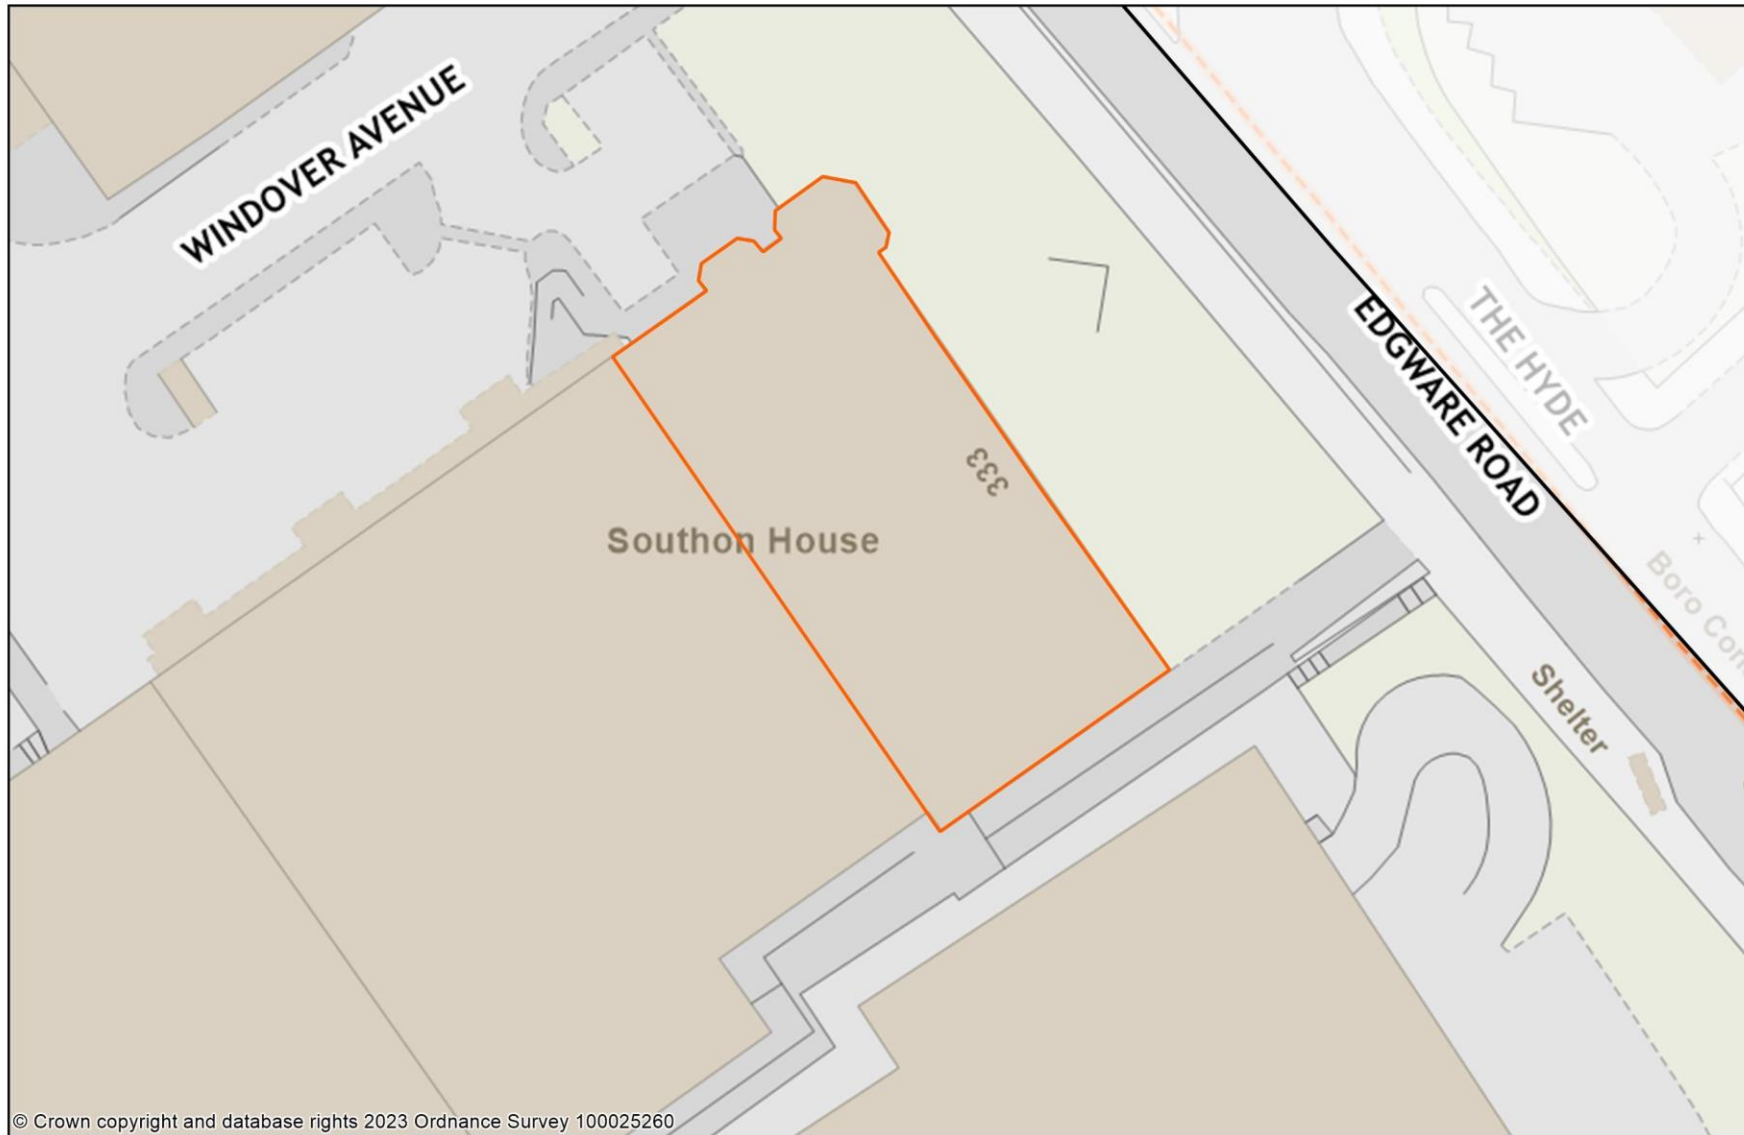 WINDOVER AVENUE
THE HYDE
EDGWARE ROAD
333
Southon House
Shelter
© Crown copyright and database rights 2023 Ordnance Survey 100025260